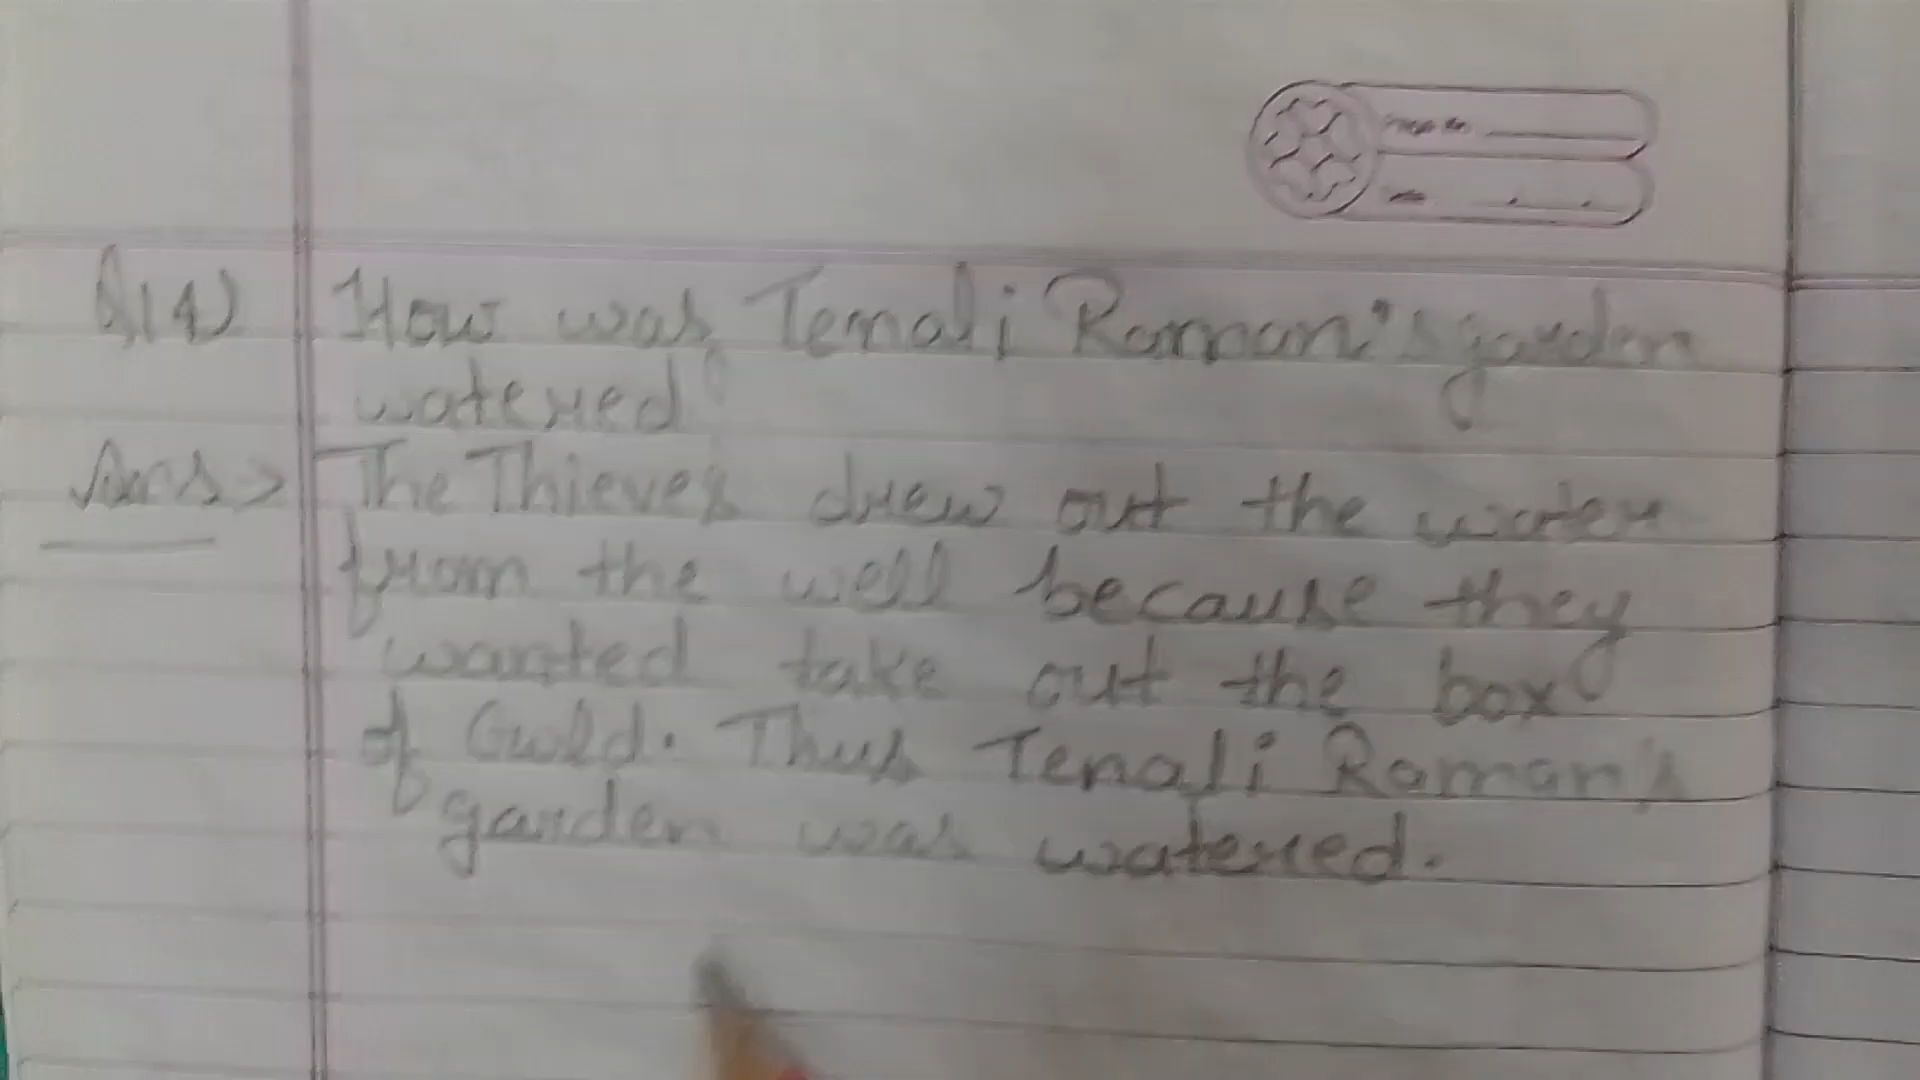 Q14) How was Tenali Raman's garden
watered?
Ans > The Thieves drew out the water
from the well because they
wanted take out the box
of Guld. Thus Tenali Raman's
garden was watered.